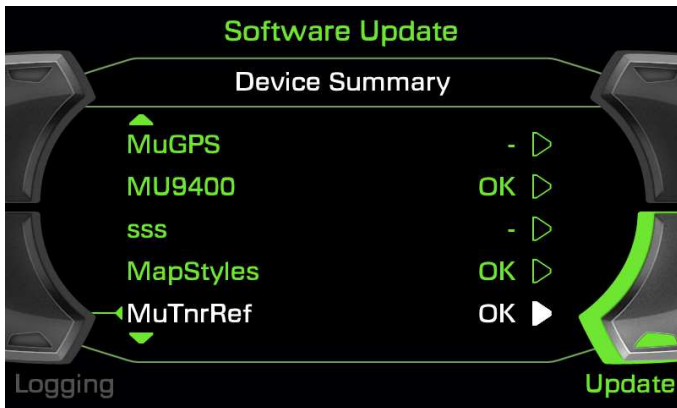 Software Update
Device Summary
MuGPS -
MU9400 OK
sss -
MapStyles OK
MuTnrRef OK
Logging Update